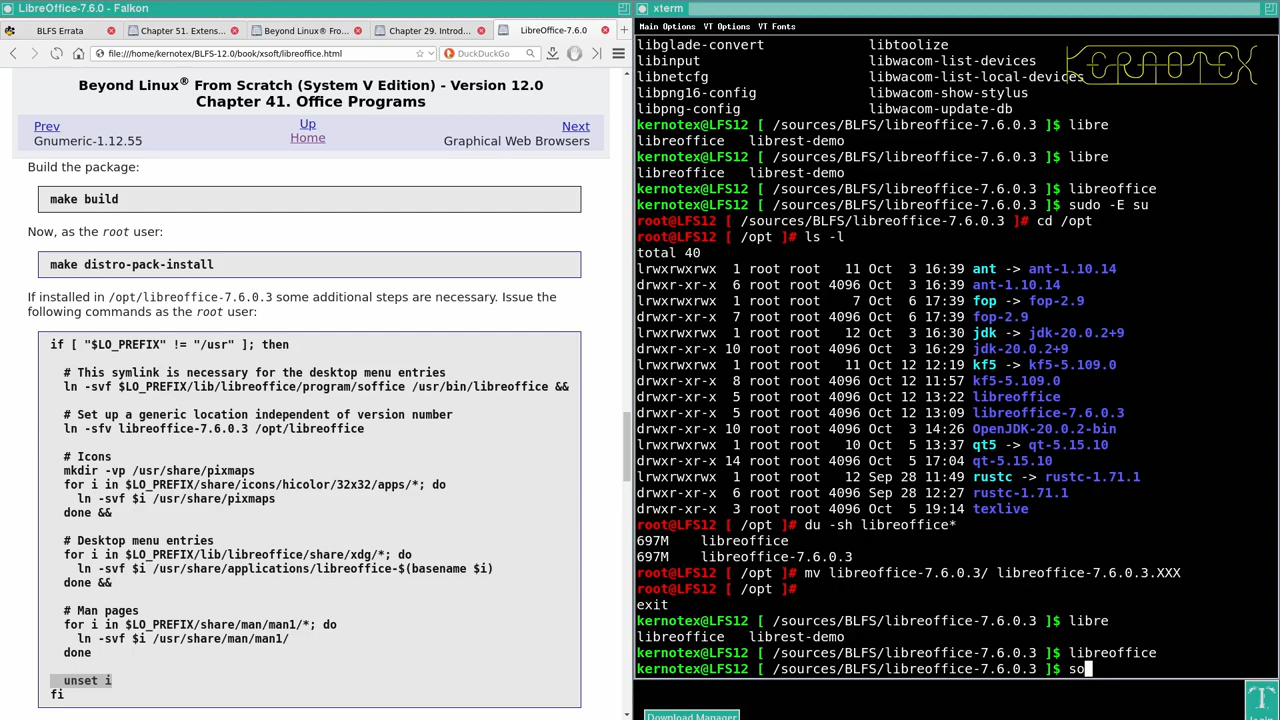 LibreOffice-7.6.0 - Falkon
BLFS Errata
Chapter 51. Extens...
Beyond Linux® From...
Chapter 29. Introd...
LibreOffice-7.6.0
file:///home/kernotex/BLFS-12.0/book/xsoft/libreoffice.html
DuckDuckGo
Beyond Linux® From Scratch (System V Edition) - Version 12.0
Chapter 41. Office Programs
Prev
Up
Next
Gnumeric-1.12.55
Home
Graphical Web Browsers
Build the package:
make build
Now, as the root user:
make distro-pack-install
If installed in /opt/libreoffice-7.6.0.3 some additional steps are necessary. Issue the
following commands as the root user:
if [ "$LO_PREFIX" != "/usr" ]; then
# This symlink is necessary for the desktop menu entries
ln -svf $LO_PREFIX/lib/libreoffice/program/soffice /usr/bin/libreoffice &&
# Set up a generic location independent of version number
ln -sfv libreoffice-7.6.0.3 /opt/libreoffice
# Icons
mkdir -vp /usr/share/pixmaps
for i in $LO_PREFIX/share/icons/hicolor/32x32/apps/*; do
ln -svf $i /usr/share/pixmaps
done &&
# Desktop menu entries
for i in $LO_PREFIX/lib/libreoffice/share/xdg/*; do
ln -svf $i /usr/share/applications/libreoffice-$(basename $i)
done &&
# Man pages
for i in $LO_PREFIX/share/man/man1/*; do
ln -svf $i /usr/share/man/man1/
done
unset i
fi
xterm
Main Options VT Options VT Fonts
KERNOTEX
libglade-convert libtoolize
libinput libwacom-list-devices
libnetcfg libwacom-list-local-devices
libpng16-config libwacom-show-stylus
libpng-config libwacom-update-db
kernotex@LFS12 [ /sources/BLFS/libreoffice-7.6.0.3 ]$ libre
libreoffice librest-demo
kernotex@LFS12 [ /sources/BLFS/libreoffice-7.6.0.3 ]$ libre
libreoffice librest-demo
kernotex@LFS12 [ /sources/BLFS/libreoffice-7.6.0.3 ]$ libreoffice
kernotex@LFS12 [ /sources/BLFS/libreoffice-7.6.0.3 ]$ sudo -E su
root@LFS12 [ /sources/BLFS/libreoffice-7.6.0.3 ]# cd /opt
root@LFS12 [ /opt ]# ls -l
total 40
lrwxrwxrwx 1 root root 11 Oct 3 16:39 ant -> ant-1.10.14
drwxr-xr-x 6 root root 4096 Oct 3 16:39 ant-1.10.14
lrwxrwxrwx 1 root root 7 Oct 6 17:39 fop -> fop-2.9
drwxr-xr-x 7 root root 4096 Oct 6 17:39 fop-2.9
lrwxrwxrwx 1 root root 12 Oct 3 16:30 jdk -> jdk-20.0.2+9
drwxr-xr-x 10 root root 4096 Oct 3 16:29 jdk-20.0.2+9
lrwxrwxrwx 1 root root 11 Oct 12 12:19 kf5 -> kf5-5.109.0
drwxr-xr-x 8 root root 4096 Oct 12 11:57 kf5-5.109.0
drwxr-xr-x 5 root root 4096 Oct 12 13:22 libreoffice
drwxr-xr-x 5 root root 4096 Oct 12 13:09 libreoffice-7.6.0.3
drwxr-xr-x 10 root root 4096 Oct 3 14:26 OpenJDK-20.0.2-bin
lrwxrwxrwx 1 root root 10 Oct 5 13:37 qt5 -> qt-5.15.10
drwxr-xr-x 14 root root 4096 Oct 5 17:04 qt-5.15.10
lrwxrwxrwx 1 root root 12 Sep 28 11:49 rustc -> rustc-1.71.1
drwxr-xr-x 6 root root 4096 Sep 28 12:27 rustc-1.71.1
drwxr-xr-x 3 root root 4096 Oct 5 19:14 texlive
root@LFS12 [ /opt ]# du -sh libreoffice*
697M libreoffice
697M libreoffice-7.6.0.3
root@LFS12 [ /opt ]# mv libreoffice-7.6.0.3/ libreoffice-7.6.0.3.XXX
root@LFS12 [ /opt ]#
exit
kernotex@LFS12 [ /sources/BLFS/libreoffice-7.6.0.3 ]$ libre
libreoffice librest-demo
kernotex@LFS12 [ /sources/BLFS/libreoffice-7.6.0.3 ]$ libreoffice
kernotex@LFS12 [ /sources/BLFS/libreoffice-7.6.0.3 ]$ so
Download Manager